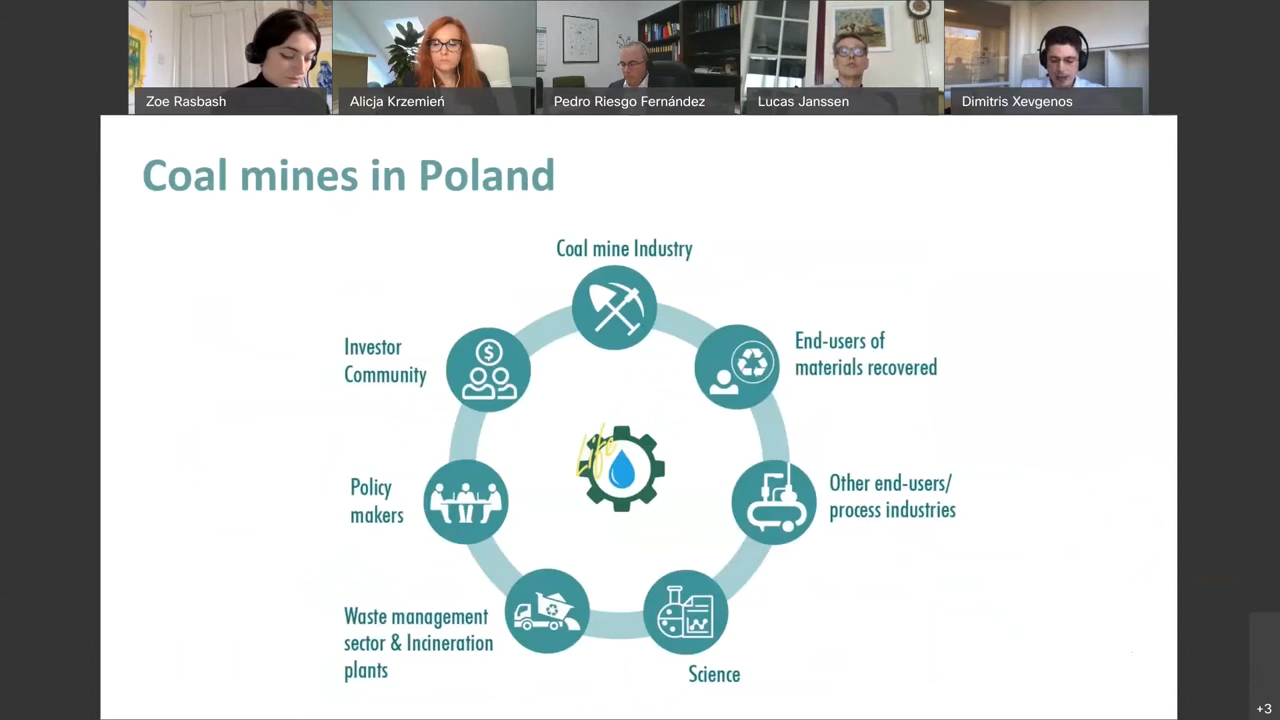 Zoe Rasbash
Alicja Krzemień
Pedro Riesgo Fernández
Lucas Janssen
Dimitris Xevgenos
Coal mines in Poland
Coal mine Industry
Investor
Community
End-users of
materials recovered
$
Life
Policy
makers
Other end-users/
process industries
Waste management
sector & Incineration
plants
Science
+3